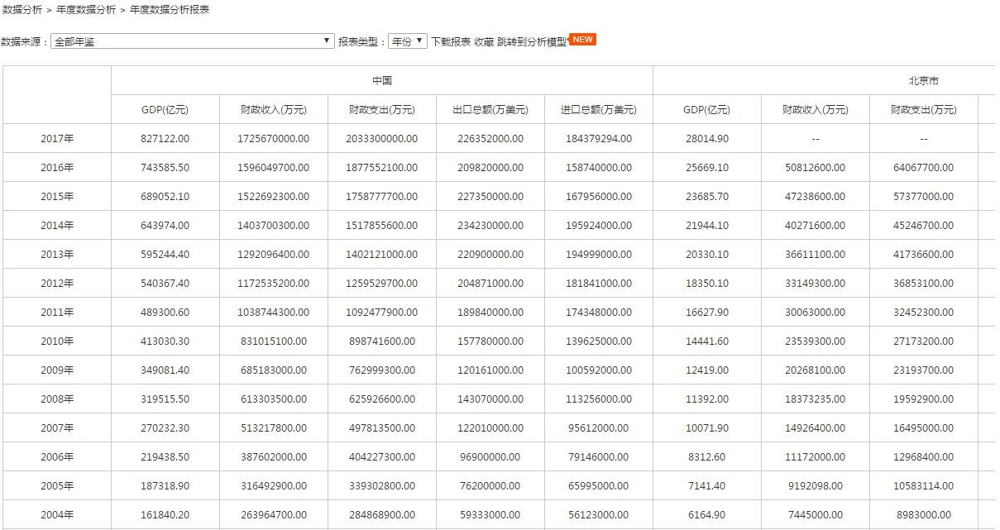 数据分析 > 年度数据分析 > 年度数据分析报表
数据来源： 全部年鉴 ▼ 报表类型： 年份 ▼ 下载报表 收藏 跳转到分析模型 NEW
中国 北京市
GDP(亿元) 财政收入(万元) 财政支出(万元) 出口总额(万美元) 进口总额(万美元) GDP(亿元) 财政收入(万元) 财政支出(万元)
2017年 827122.00 1725670000.00 2033300000.00 226352000.00 184379294.00 28014.90 -- --
2016年 743585.50 1596049700.00 1877552100.00 209820000.00 158740000.00 25669.10 50812600.00 64067700.00
2015年 689052.10 1522692300.00 1758777700.00 227350000.00 167956000.00 23685.70 47238600.00 57377000.00
2014年 643974.00 1403700300.00 1517855600.00 234230000.00 195924000.00 21944.10 40271600.00 45246700.00
2013年 595244.40 1292096400.00 1402121000.00 220900000.00 194999000.00 20330.10 36611100.00 41736600.00
2012年 540367.40 1172535200.00 1259529700.00 204871000.00 181841000.00 18350.10 33149300.00 36853100.00
2011年 489300.60 1038744300.00 1092477900.00 189840000.00 174348000.00 16627.90 30063000.00 32452300.00
2010年 413030.30 831015100.00 898741600.00 157780000.00 139625000.00 14441.60 23539300.00 27173200.00
2009年 349081.40 685183000.00 762999300.00 120161000.00 100592000.00 12419.00 20268100.00 23193700.00
2008年 319515.50 613303500.00 625926600.00 143070000.00 113256000.00 11392.00 18373235.00 19592900.00
2007年 270232.30 513217800.00 497813500.00 122010000.00 95612000.00 10071.90 14926400.00 16495000.00
2006年 219438.50 387602000.00 404227300.00 96900000.00 79146000.00 8312.60 11172000.00 12968400.00
2005年 187318.90 316492900.00 339302800.00 76200000.00 65995000.00 7141.40 9192098.00 10583114.00
2004年 161840.20 263964700.00 284868900.00 59333000.00 56123000.00 6164.90 7445000.00 8983000.00